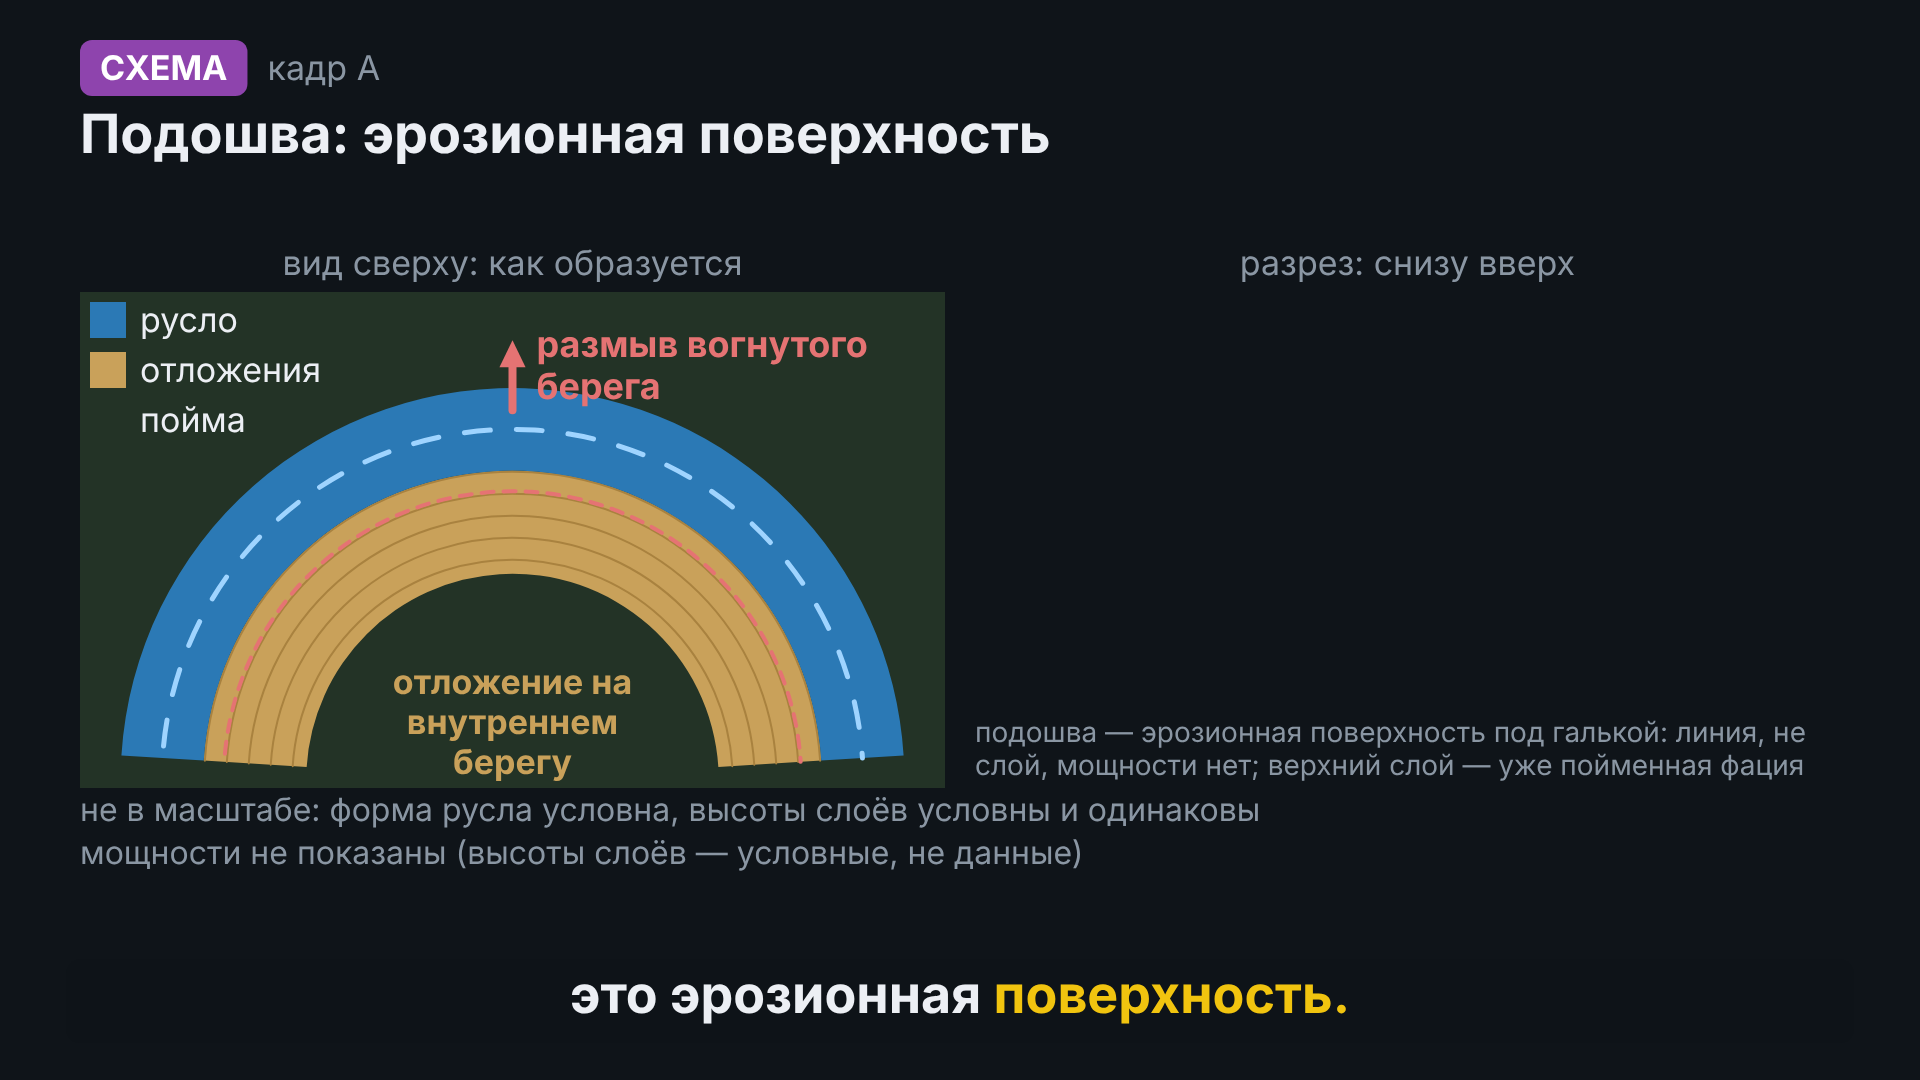 СХЕМА кадр А
Подошва: эрозионная поверхность
вид сверху: как образуется
разрез: снизу вверх
русло
отложения
пойма
размыв вогнутого
берега
отложение на
внутреннем
берегу
подошва — эрозионная поверхность под галькой: линия, не
слой, мощности нет; верхний слой — уже пойменная фация
не в масштабе: форма русла условна, высоты слоёв условны и одинаковы
мощности не показаны (высоты слоёв — условные, не данные)
это эрозионная поверхность.